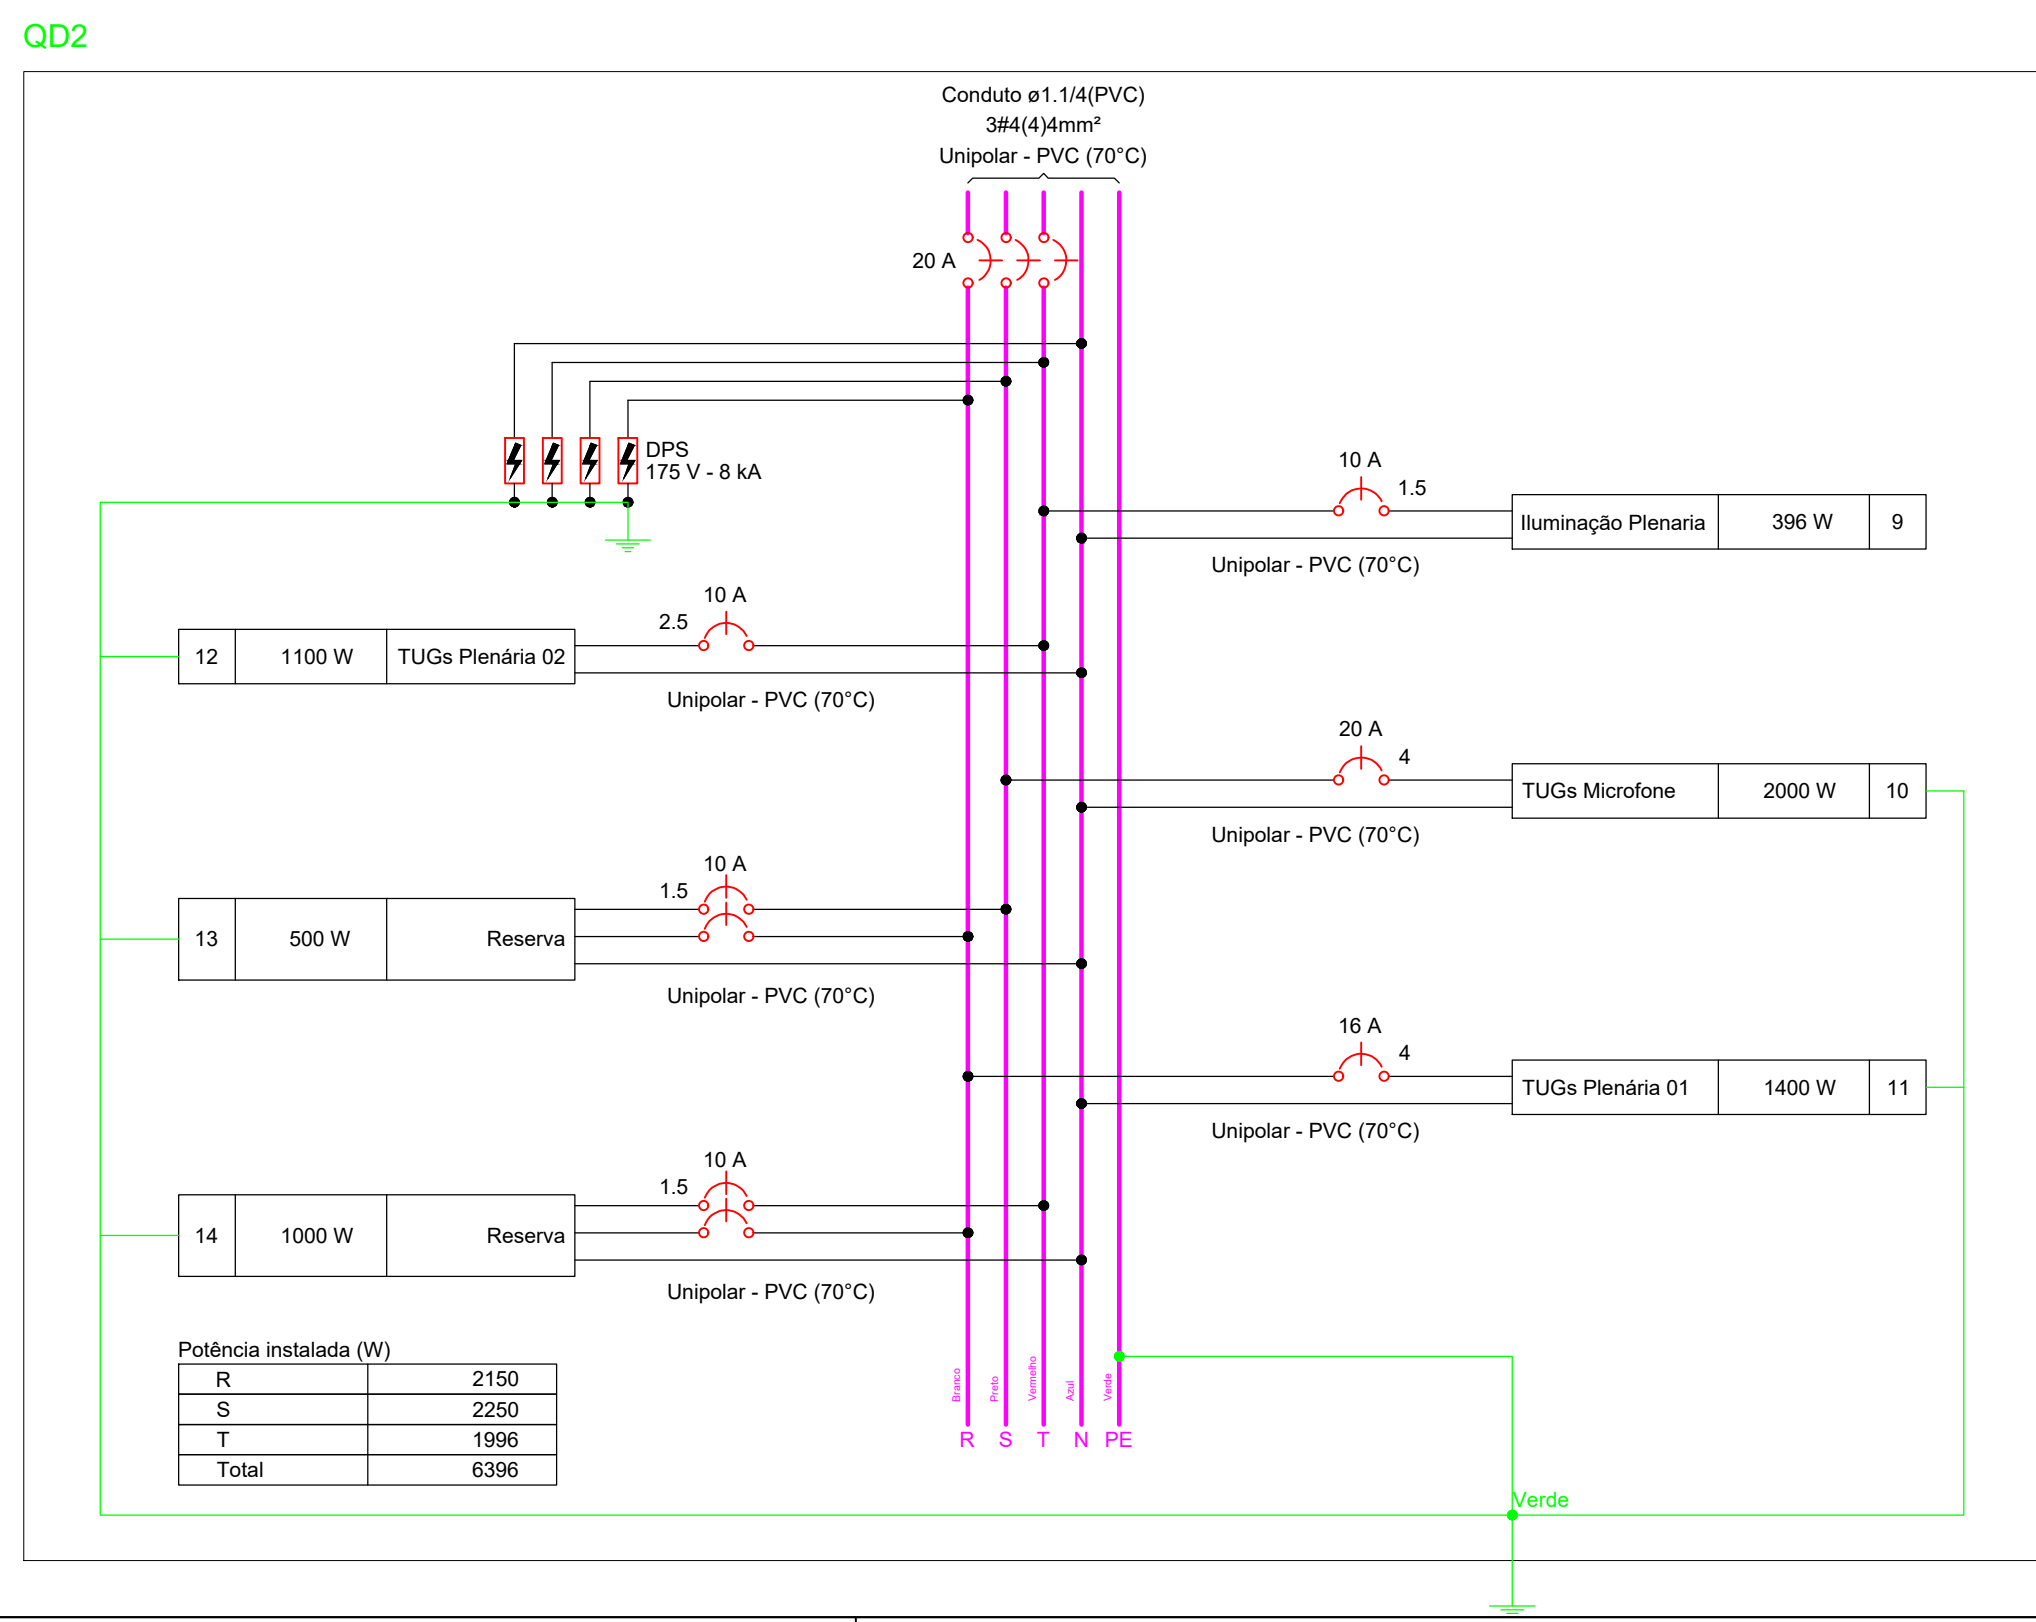 QD2
Conduto ø1.1/4(PVC)
3#4(4)4mm²
Unipolar - PVC (70°C)
20 A
DPS
175 V - 8 kA
10 A
1.5
Iluminação Plenaria 396 W 9
Unipolar - PVC (70°C)
10 A
2.5
12 1100 W TUGs Plenária 02
Unipolar - PVC (70°C)
20 A
4
TUGs Microfone 2000 W 10
Unipolar - PVC (70°C)
10 A
1.5
13 500 W Reserva
Unipolar - PVC (70°C)
16 A
4
TUGs Plenária 01 1400 W 11
Unipolar - PVC (70°C)
10 A
1.5
14 1000 W Reserva
Unipolar - PVC (70°C)
Potência instalada (W)
R 2150
S 2250
T 1996
Total 6396
Branco
Preto
Vermelho
Azul
Verde
R S T N PE
Verde